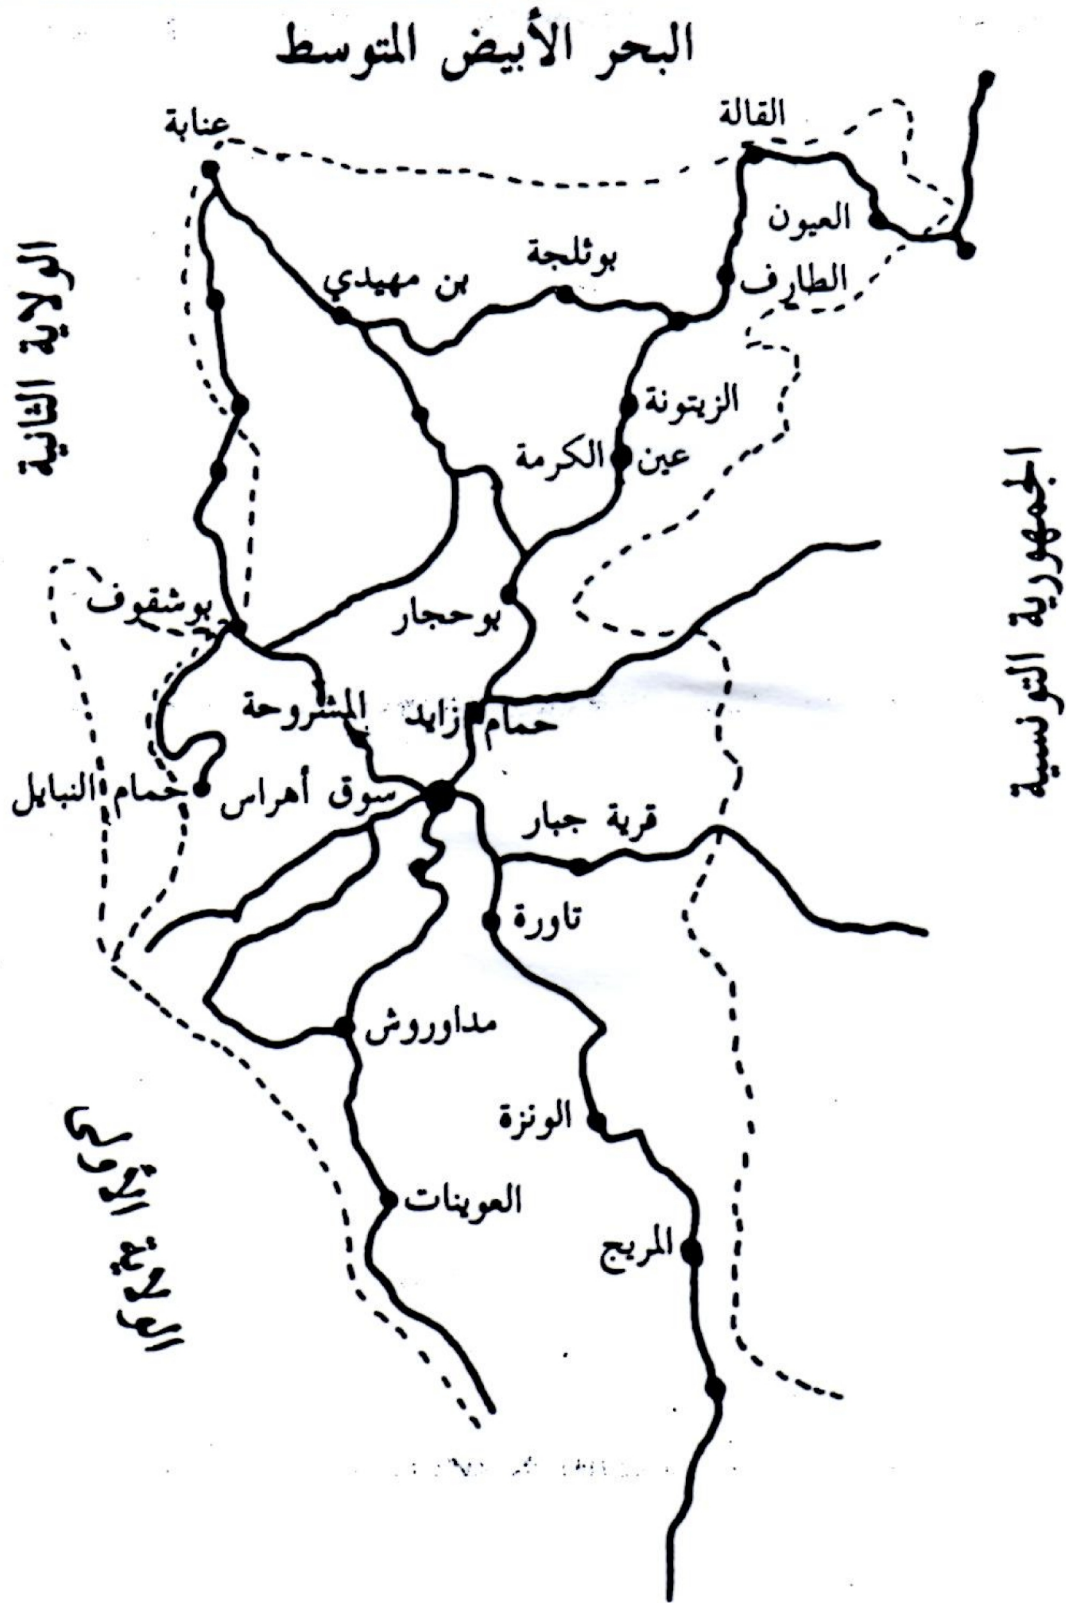 البحر الأبيض المتوسط
القالة
عنابة
العيون
الطارف
بوثلجة
بن مهيدي
الولاية الثانية
الزيتونة
عين الكرمة
الجمهورية التونسية
بوشقوف
بوحجار
المشروحة
حمام زايد
حمام النبايل
سوق أهراس
قرية جبار
تاورة
مداوروش
الونزة
العوينات
المريج
الولاية الأولى